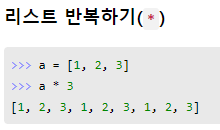 리스트 반복하기(*)
>>> a = [1, 2, 3]
>>> a * 3
[1, 2, 3, 1, 2, 3, 1, 2, 3]